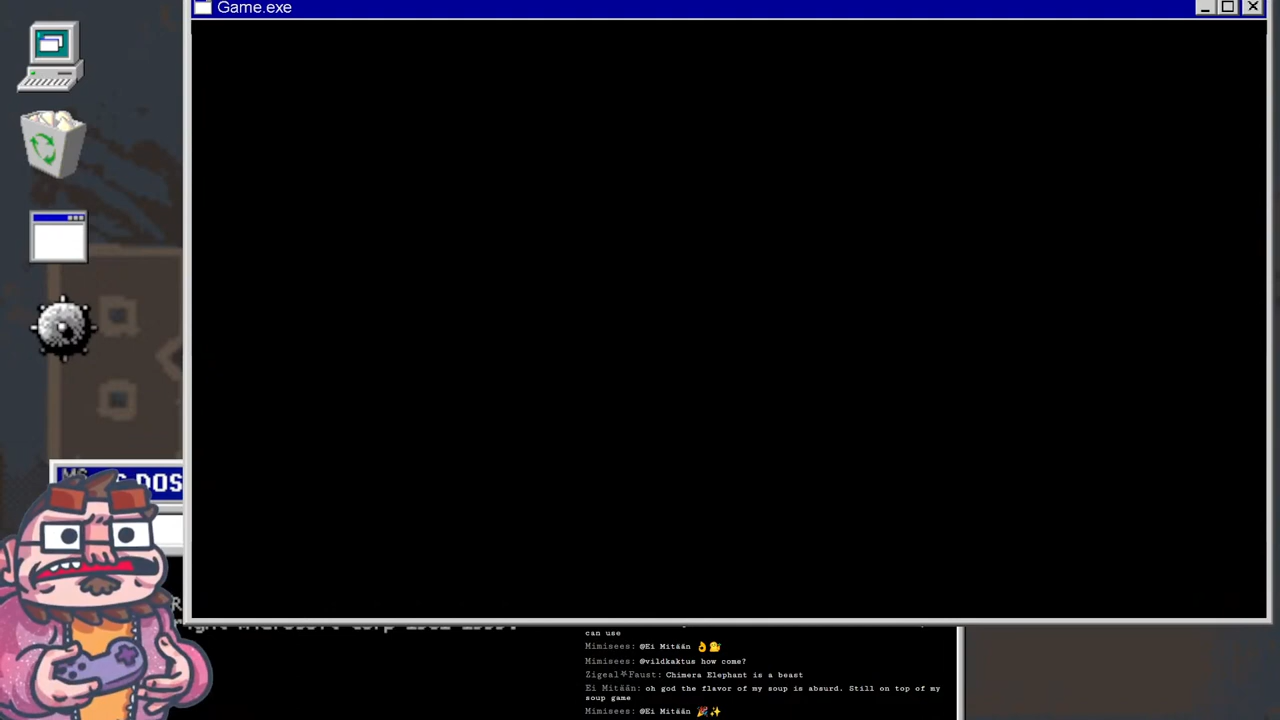 Game.exe
DOS
can use
Mimisees: @Ei Mitään 👌
Mimisees: @vildkaktus how come?
Zigeal⛧Faust: Chimera Elephant is a beast
Ei Mitään: oh god the flavor of my soup is absurd. Still on top of my
soup game
Mimisees: @Ei Mitään 🎉✨